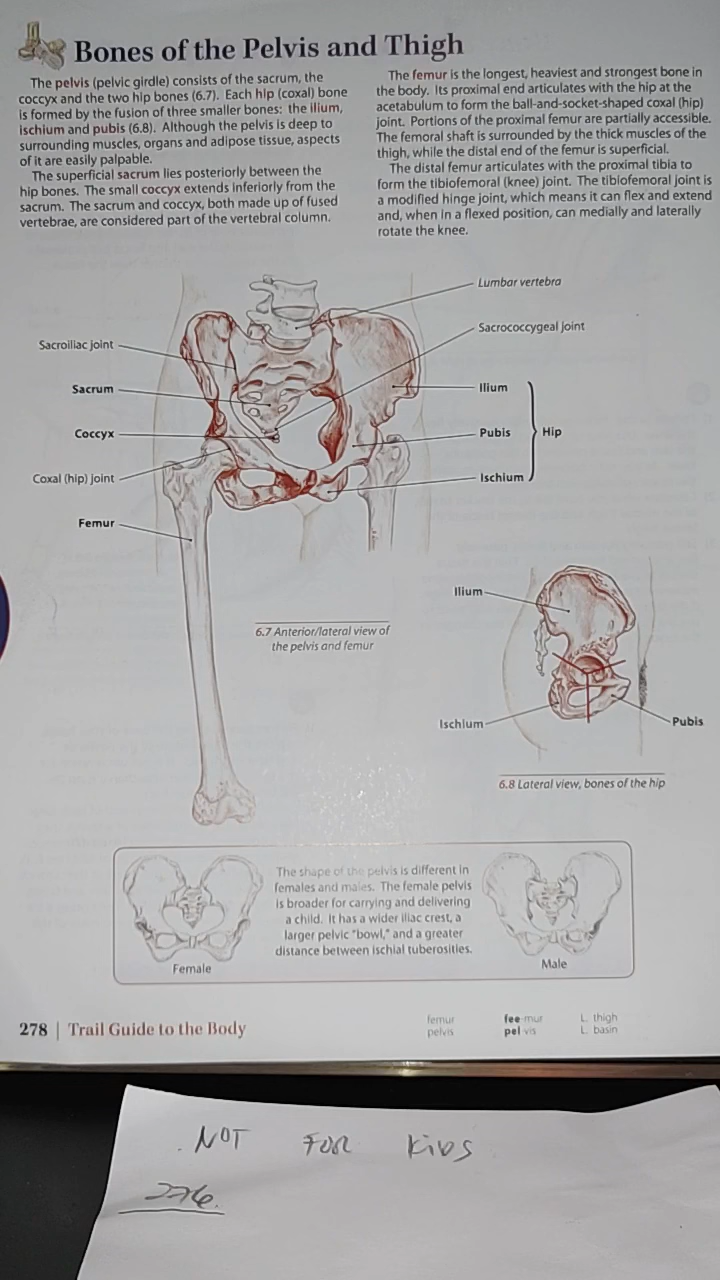 Bones of the Pelvis and Thigh
The pelvis (pelvic girdle) consists of the sacrum, the
coccyx and the two hip bones (6.7). Each hip (coxal) bone
is formed by the fusion of three smaller bones: the ilium,
ischium and pubis (6.8). Although the pelvis is deep to
surrounding muscles, organs and adipose tissue, aspects
of it are easily palpable.
The superficial sacrum lies posteriorly between the
hip bones. The small coccyx extends inferiorly from the
sacrum. The sacrum and coccyx, both made up of fused
vertebrae, are considered part of the vertebral column.
The femur is the longest, heaviest and strongest bone in
the body. Its proximal end articulates with the hip at the
acetabulum to form the ball-and-socket-shaped coxal (hip)
joint. Portions of the proximal femur are partially accessible.
The femoral shaft is surrounded by the thick muscles of the
thigh, while the distal end of the femur is superficial.
The distal femur articulates with the proximal tibia to
form the tibiofemoral (knee) joint. The tibiofemoral joint is
a modified hinge joint, which means it can flex and extend
and, when in a flexed position, can medially and laterally
rotate the knee.
Lumbar vertebra
Sacrococcygeal joint
Sacroiliac joint
Sacrum
Coccyx
Coxal (hip) joint
Femur
Ilium
Pubis
Ischium
Hip
6.7 Anterior/lateral view of
the pelvis and femur
Ilium
Ischium
Pubis
6.8 Lateral view, bones of the hip
The shape of the pelvis is different in
females and males. The female pelvis
is broader for carrying and delivering
a child. It has a wider iliac crest, a
larger pelvic "bowl," and a greater
distance between ischial tuberosities.
Female
Male
278 | Trail Guide to the Body
femur fee-mur L. thigh
pelvis pel-vis L. basin
NOT FOR KIDS
276.